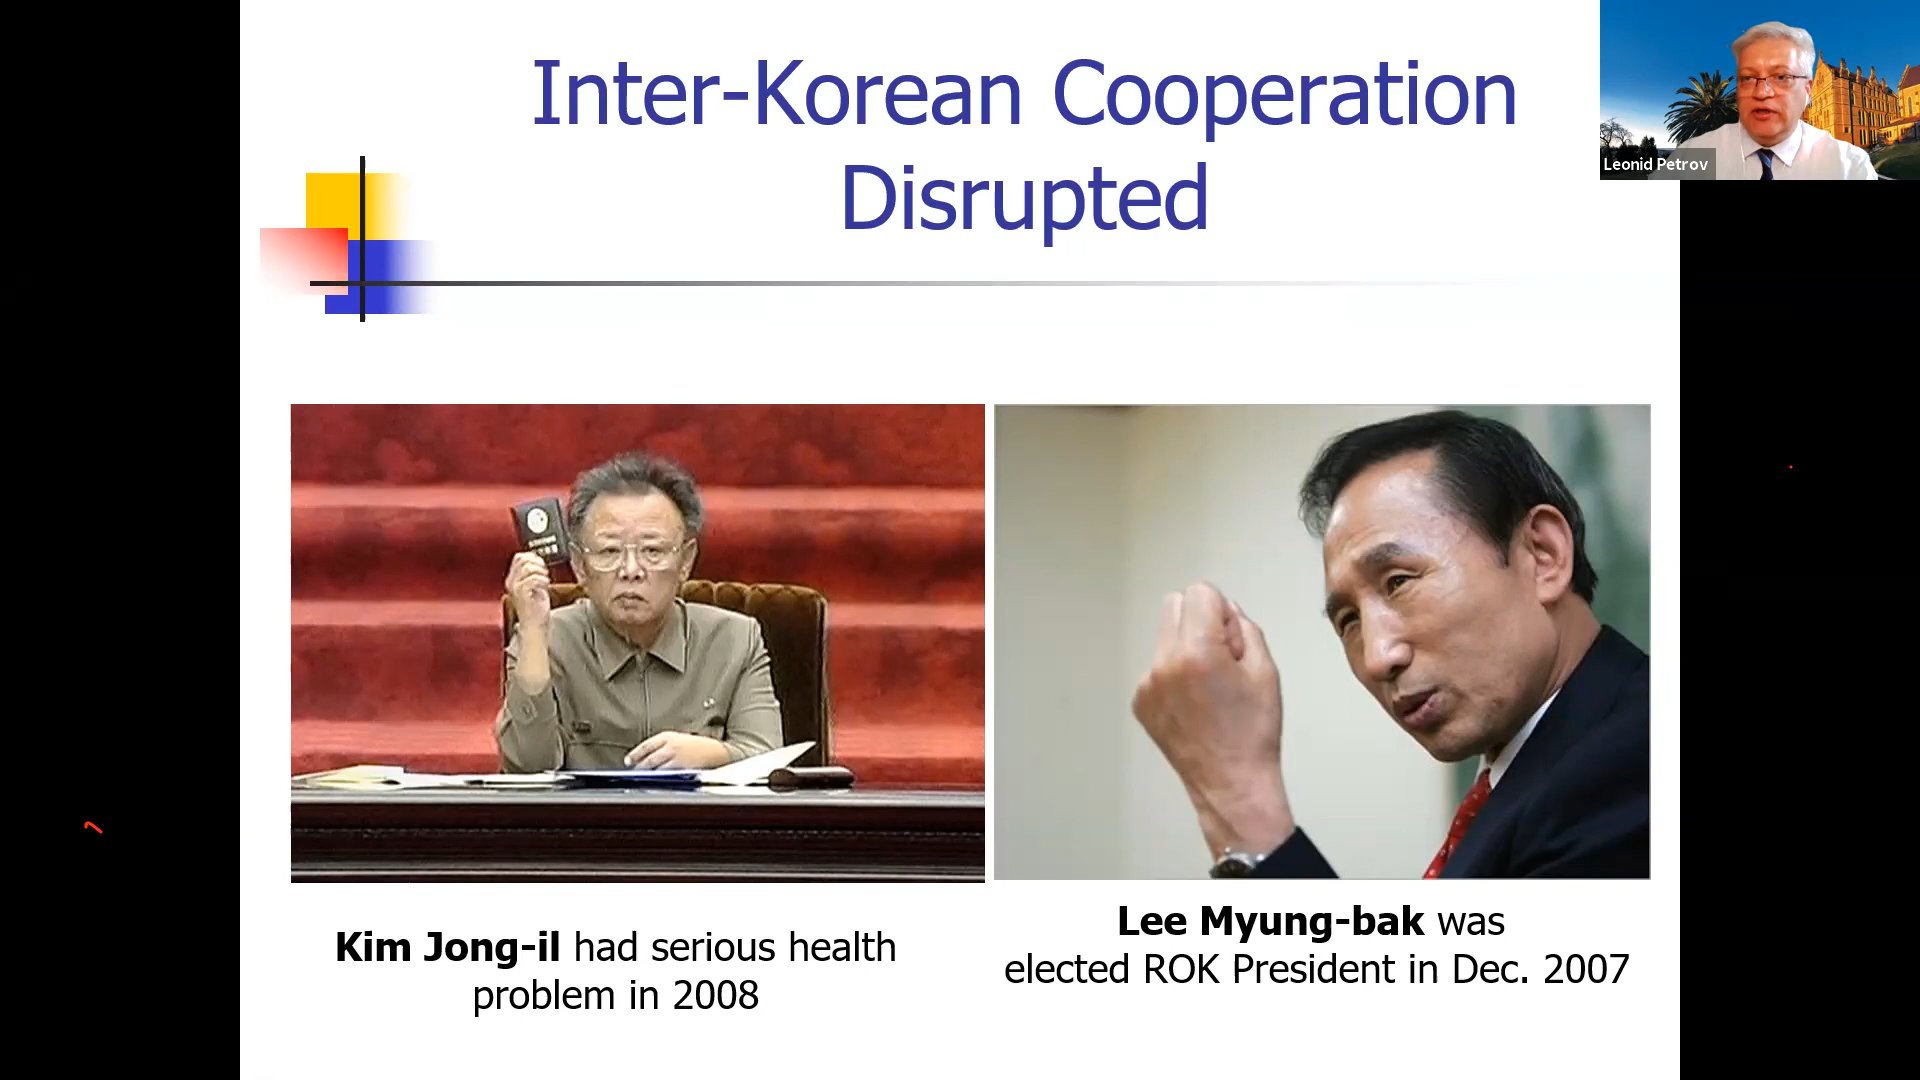 Inter-Korean Cooperation
Disrupted
Leonid Petrov
Kim Jong-il had serious health
problem in 2008
Lee Myung-bak was
elected ROK President in Dec. 2007